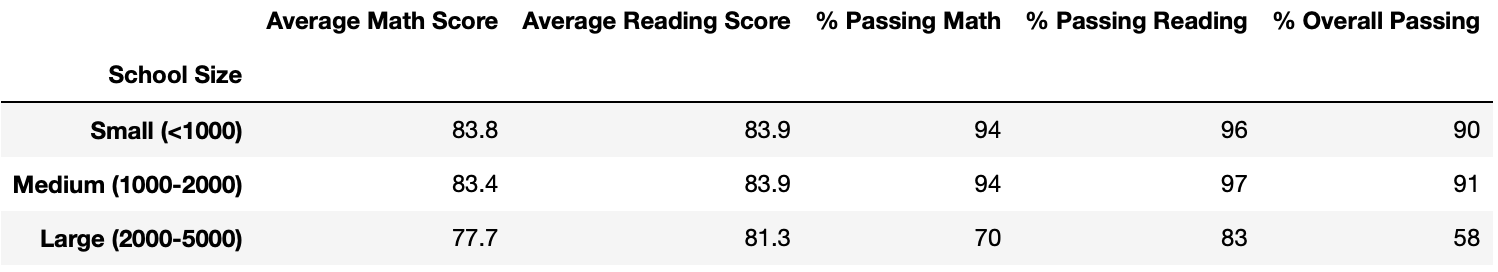 Average Math Score Average Reading Score % Passing Math % Passing Reading % Overall Passing
School Size
Small (<1000) 83.8 83.9 94 96 90
Medium (1000-2000) 83.4 83.9 94 97 91
Large (2000-5000) 77.7 81.3 70 83 58